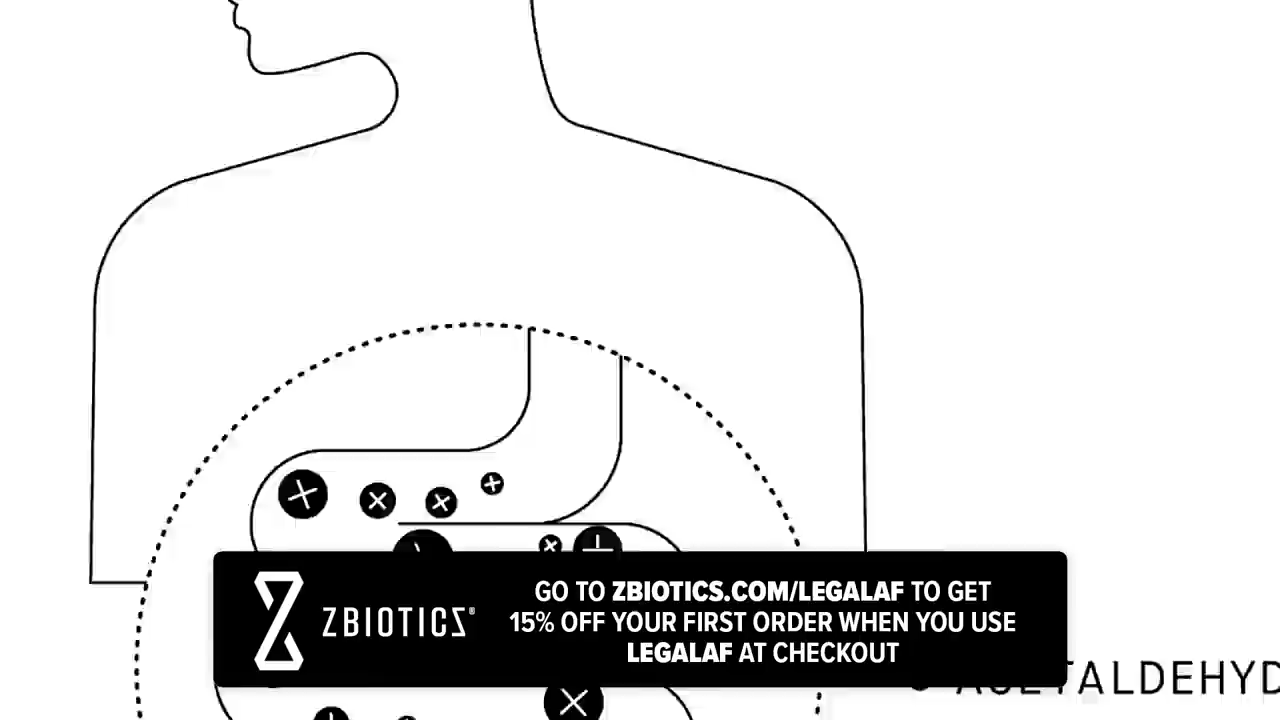 ZBIOTICS®
GO TO ZBIOTICS.COM/LEGALAF TO GET
15% OFF YOUR FIRST ORDER WHEN YOU USE
LEGALAF AT CHECKOUT
ACETALDEHYD